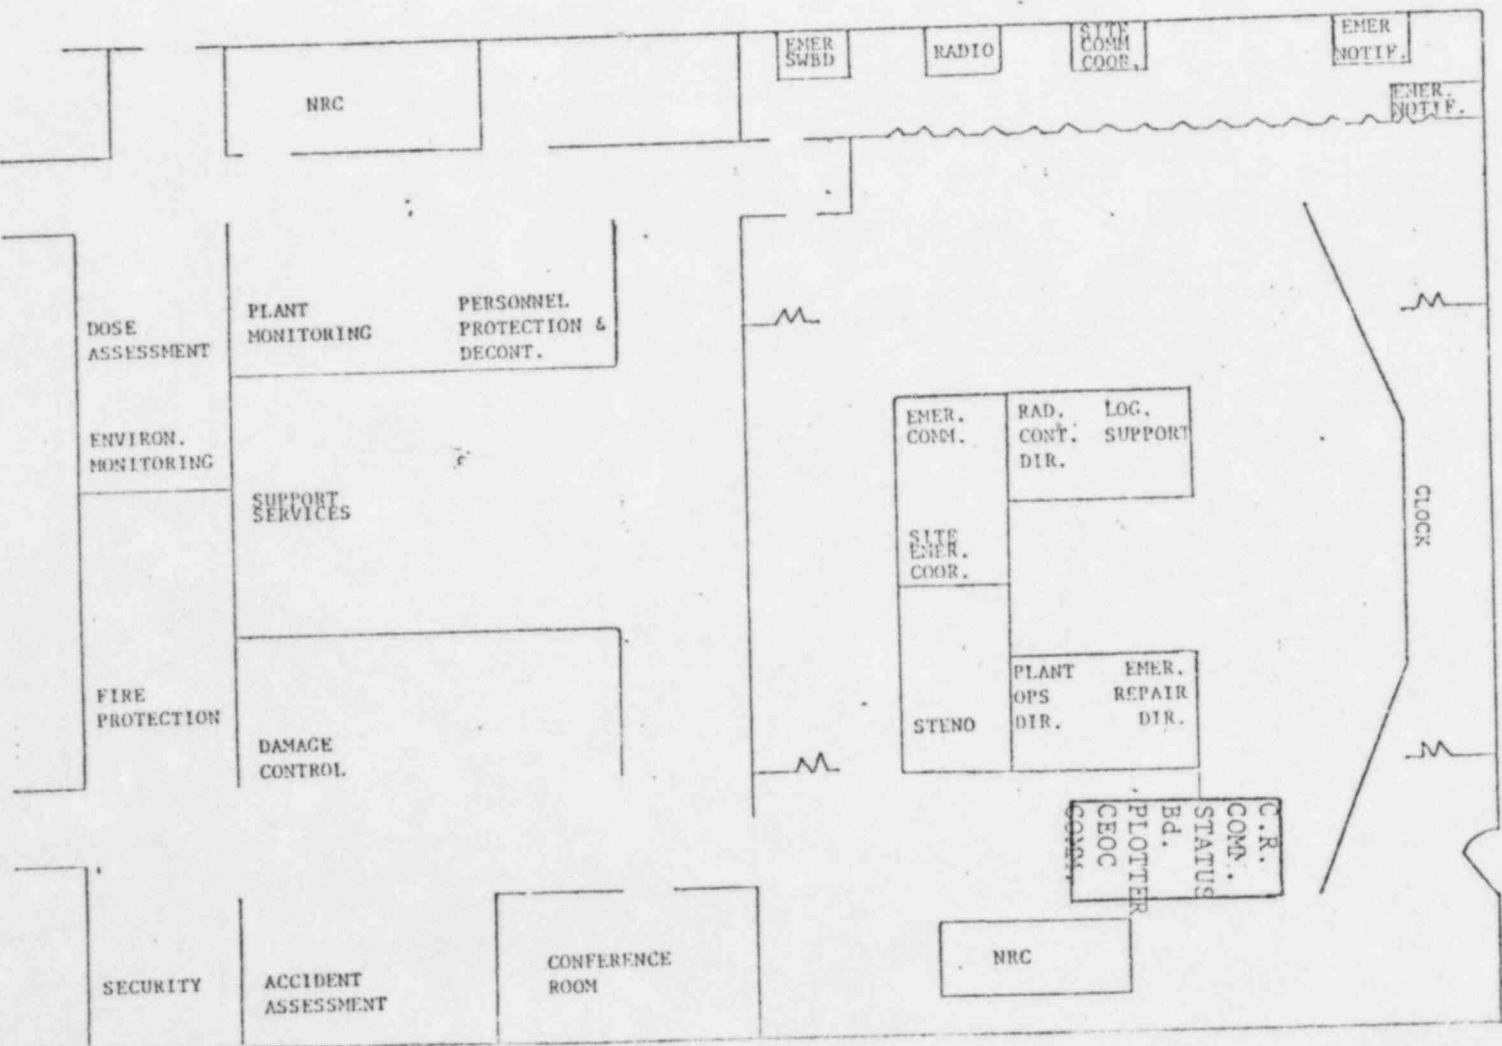 EMER
SWBD
RADIO
SITE
COMM
COOR.
EMER
NOTIF.
EMER.
NOTIF.
NRC
DOSE
ASSESSMENT
PLANT
MONITORING
PERSONNEL
PROTECTION &
DECONT.
ENVIRON.
MONITORING
SUPPORT
SERVICES
EMER.
COMM.
RAD.
CONT.
DIR.
LOG.
SUPPORT
SITE
EMER.
COOR.
CLOCK
FIRE
PROTECTION
DAMAGE
CONTROL
STENO
PLANT
OPS
DIR.
EMER.
REPAIR
DIR.
C.R.
COMM.
STATUS
Bd.
PLOTTER
CEOC
COMM.
SECURITY
ACCIDENT
ASSESSMENT
CONFERENCE
ROOM
NRC